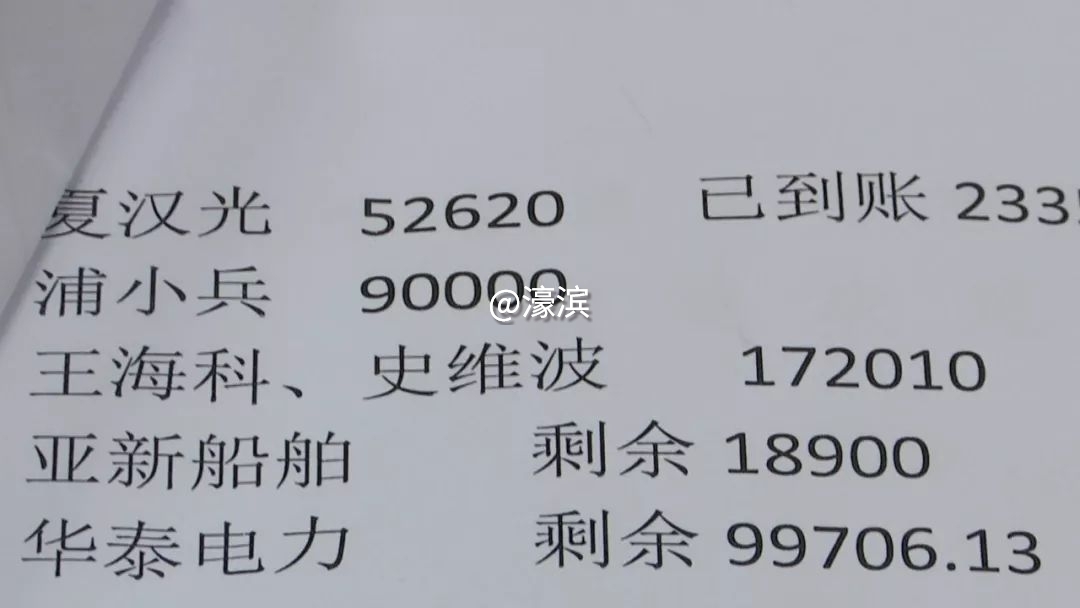 夏汉光 52620 已到账 233
浦小兵 90000
@濠滨
王海科、史维波 172010
亚新船舶 剩余 18900
华泰电力 剩余 99706.13